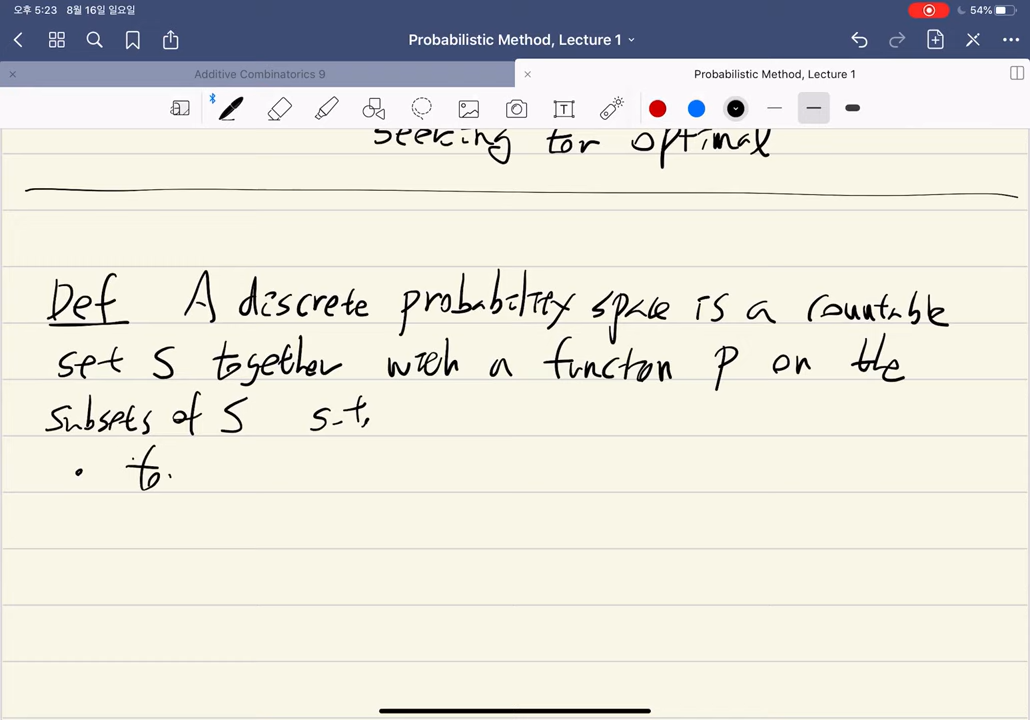 오후 5:23 8월 16일 일요일
54%
Probabilistic Method, Lecture 1
Additive Combinatorics 9
Probabilistic Method, Lecture 1
seeking for optimal
Def A discrete probability space is a countable
set S together with a functon P on the
subsets of S s.t,
• fo.